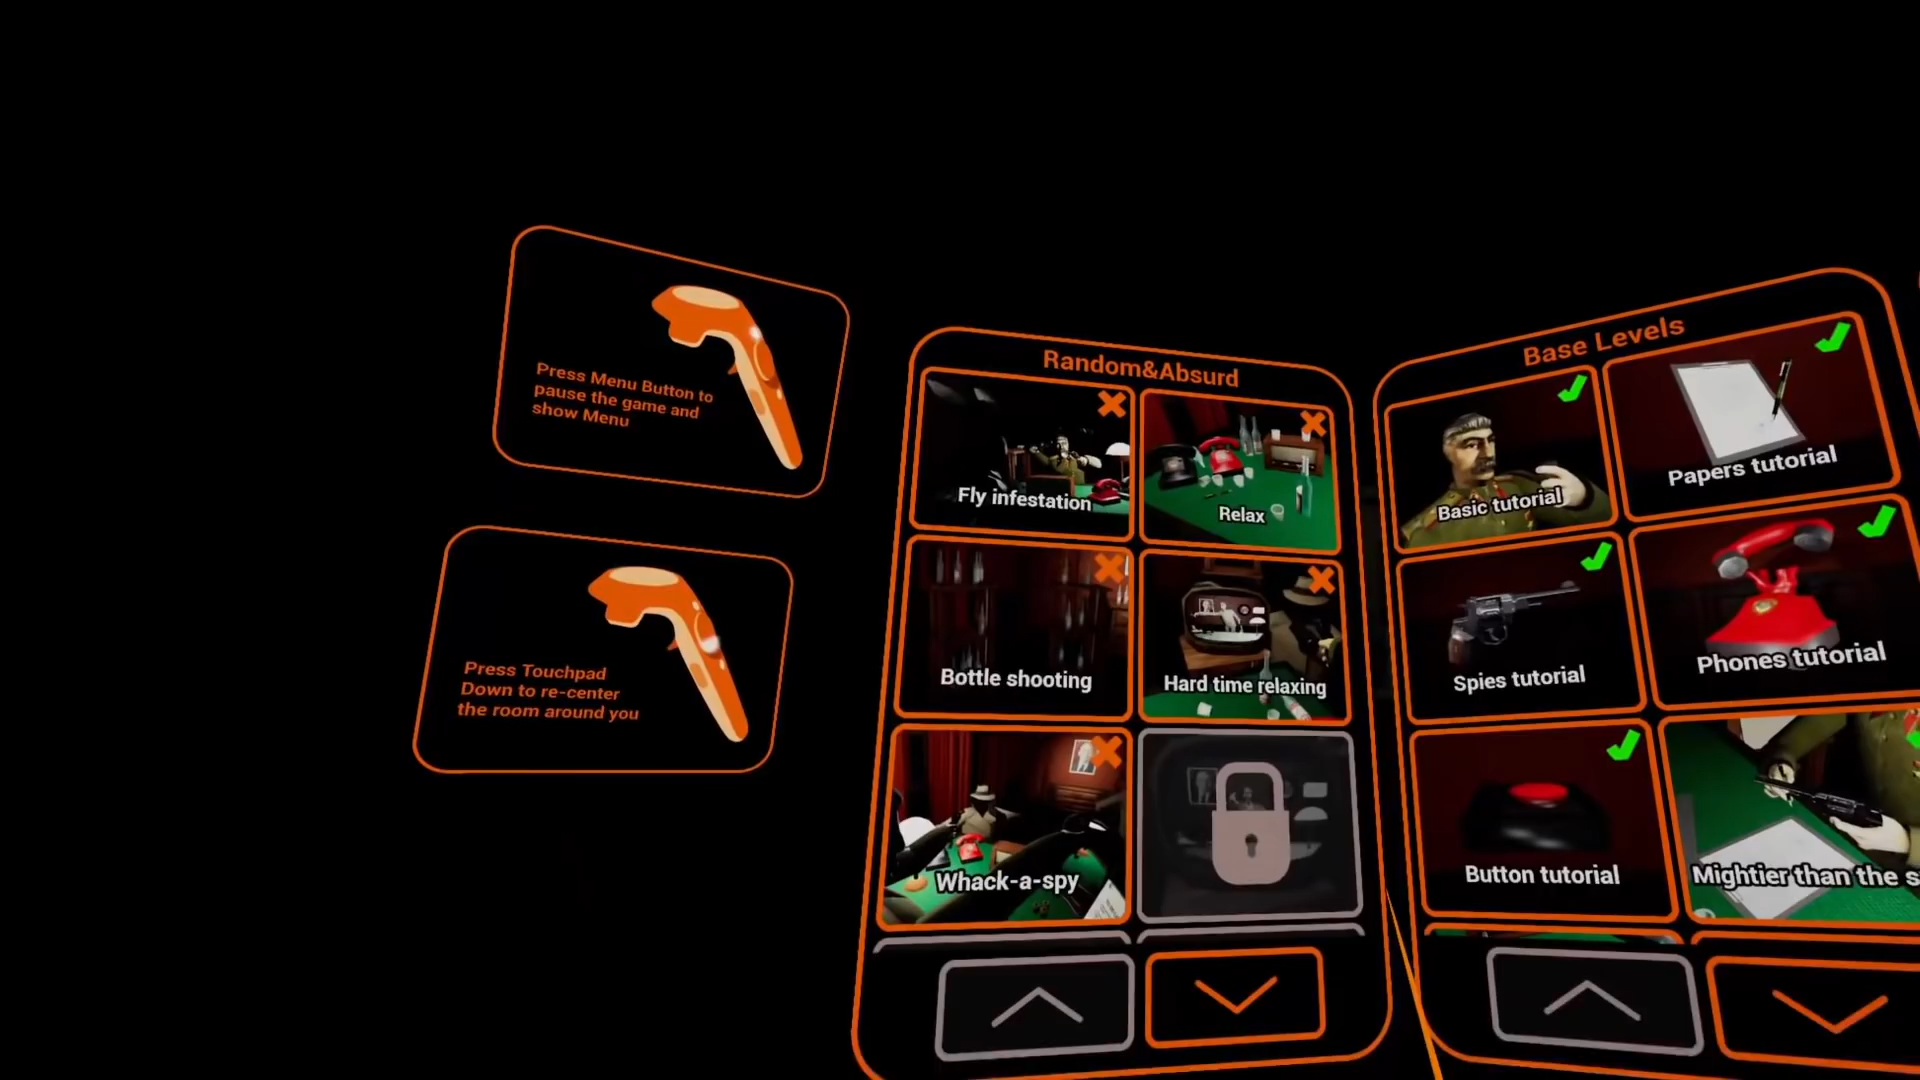 Press Menu Button to
pause the game and
show Menu
Press Touchpad
Down to re-center
the room around you
Random&Absurd
Fly infestation
Relax
Bottle shooting
Hard time relaxing
Whack-a-spy
Base Levels
Basic tutorial
Papers tutorial
Spies tutorial
Phones tutorial
Button tutorial
Mightier than the s